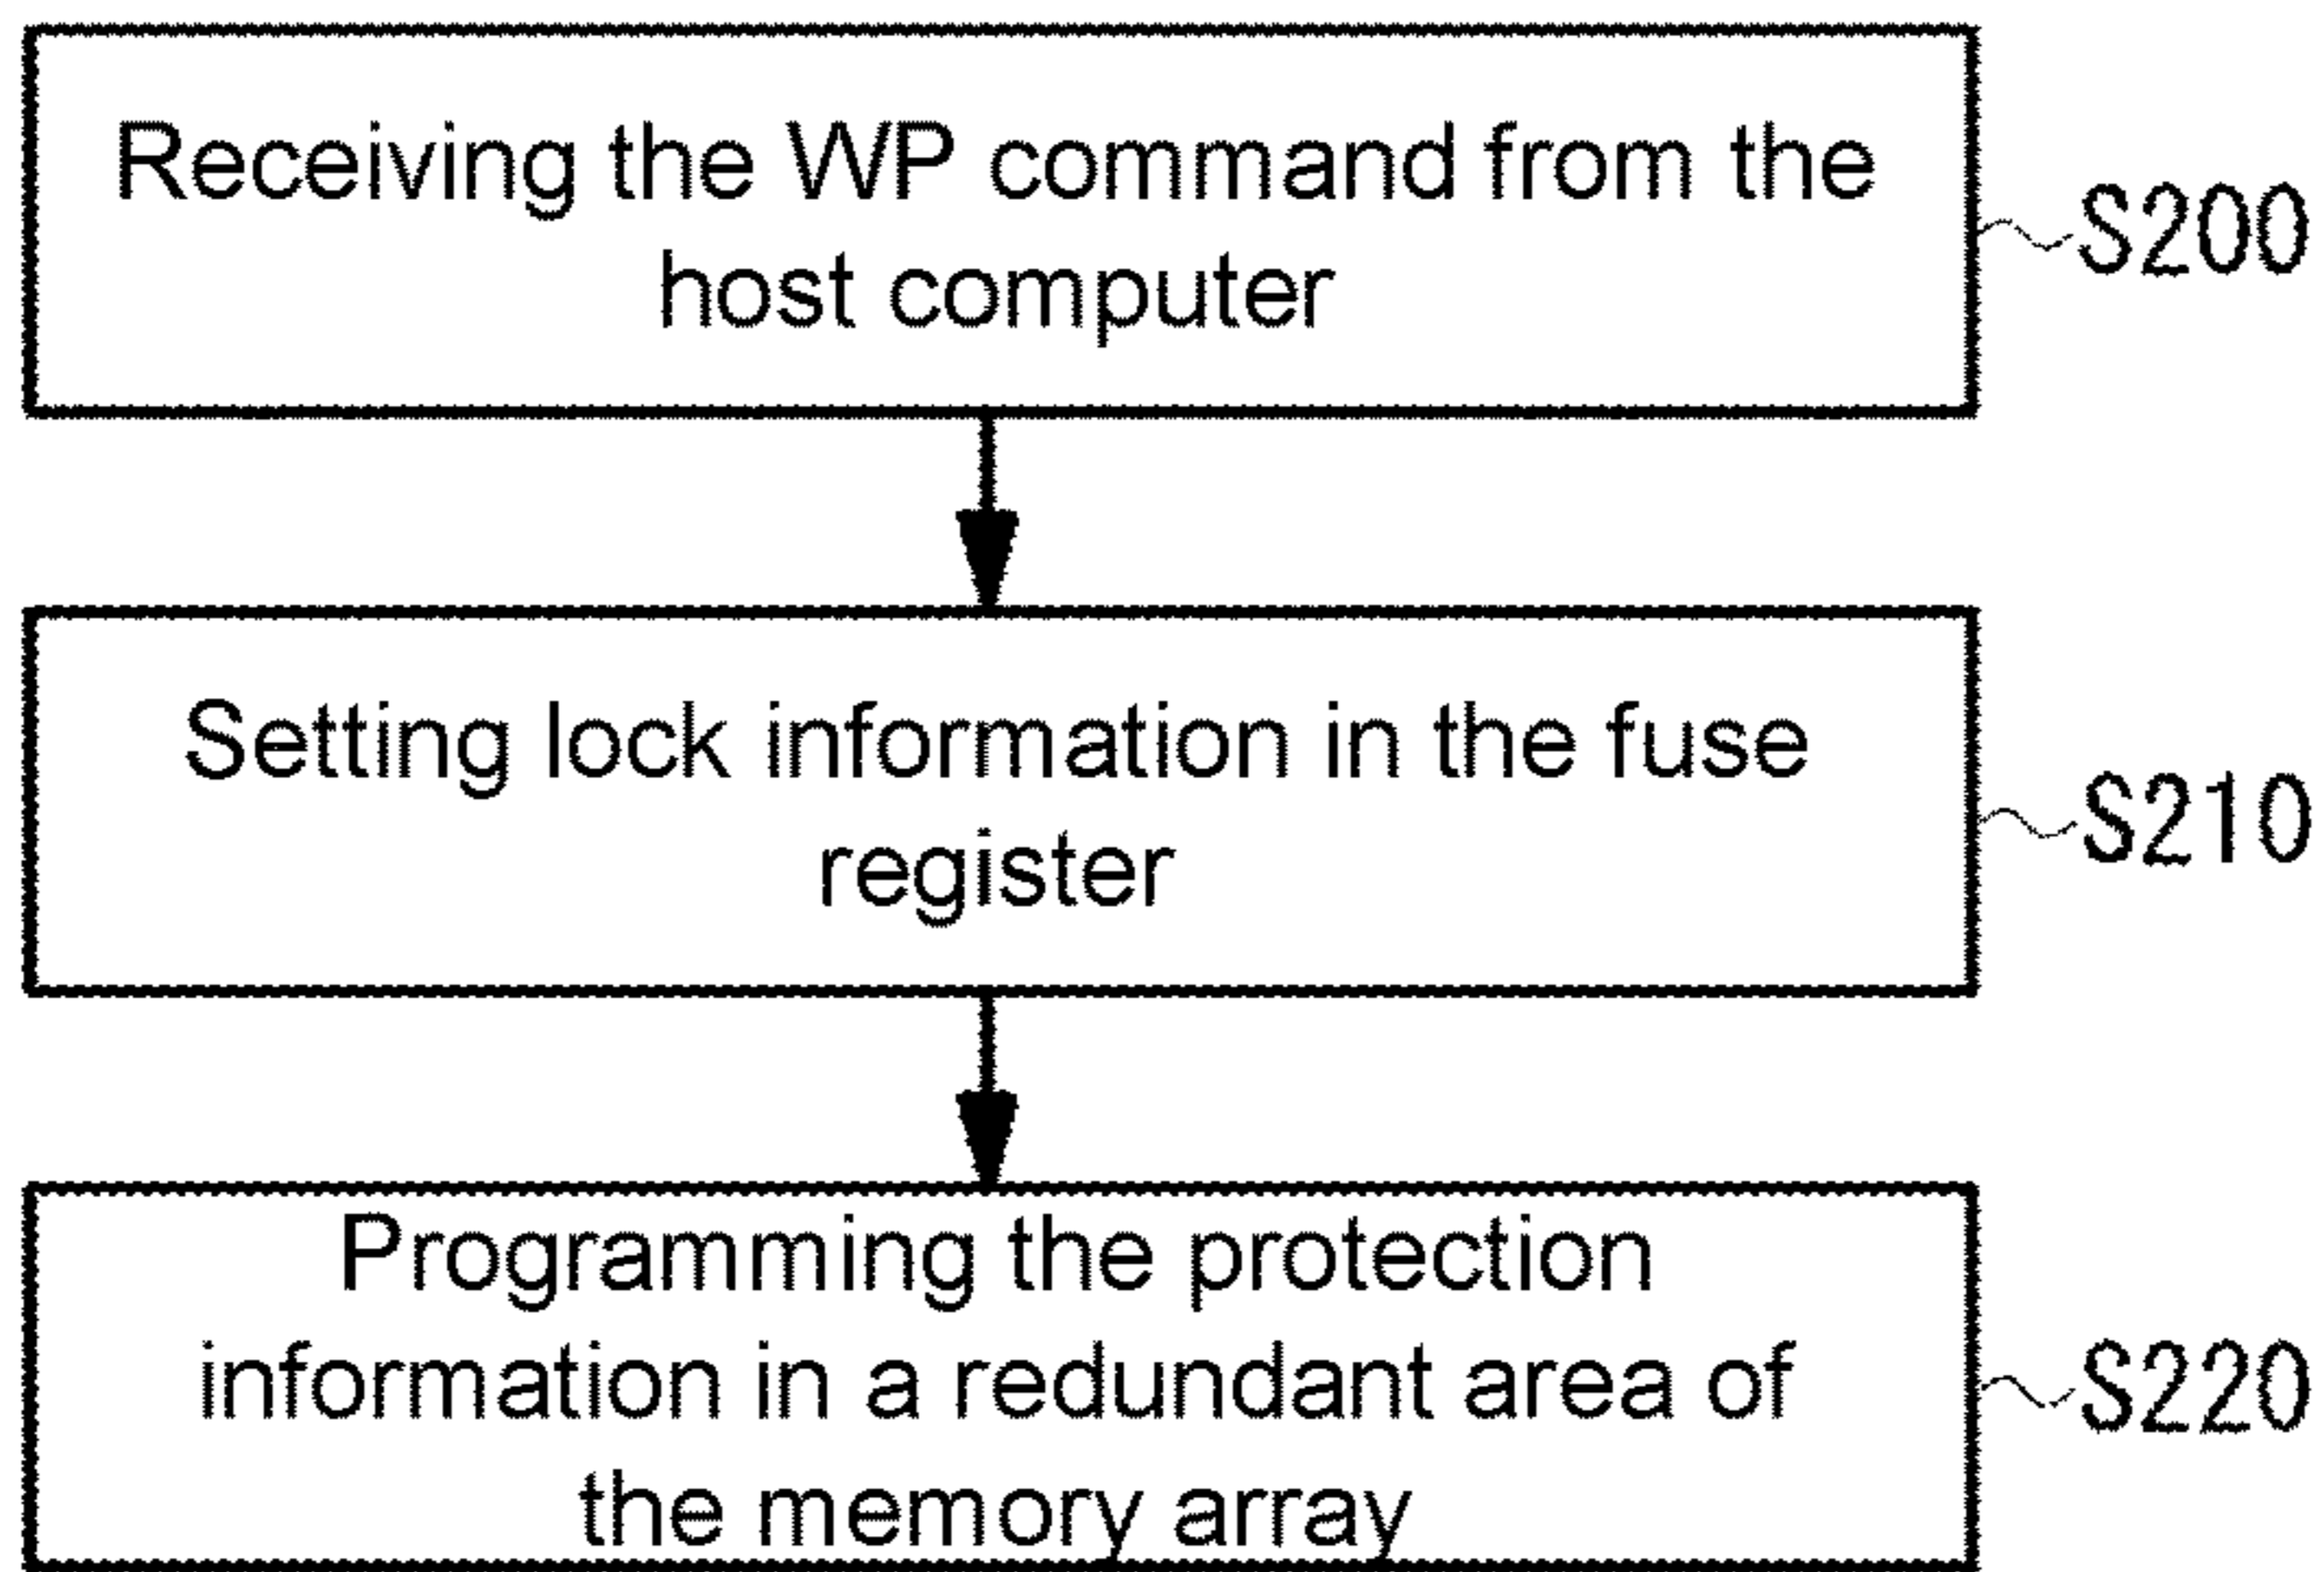 Receiving the WP command from the
host computer
S200
Setting lock information in the fuse
register
S210
Programming the protection
information in a redundant area of
the memory array
S220